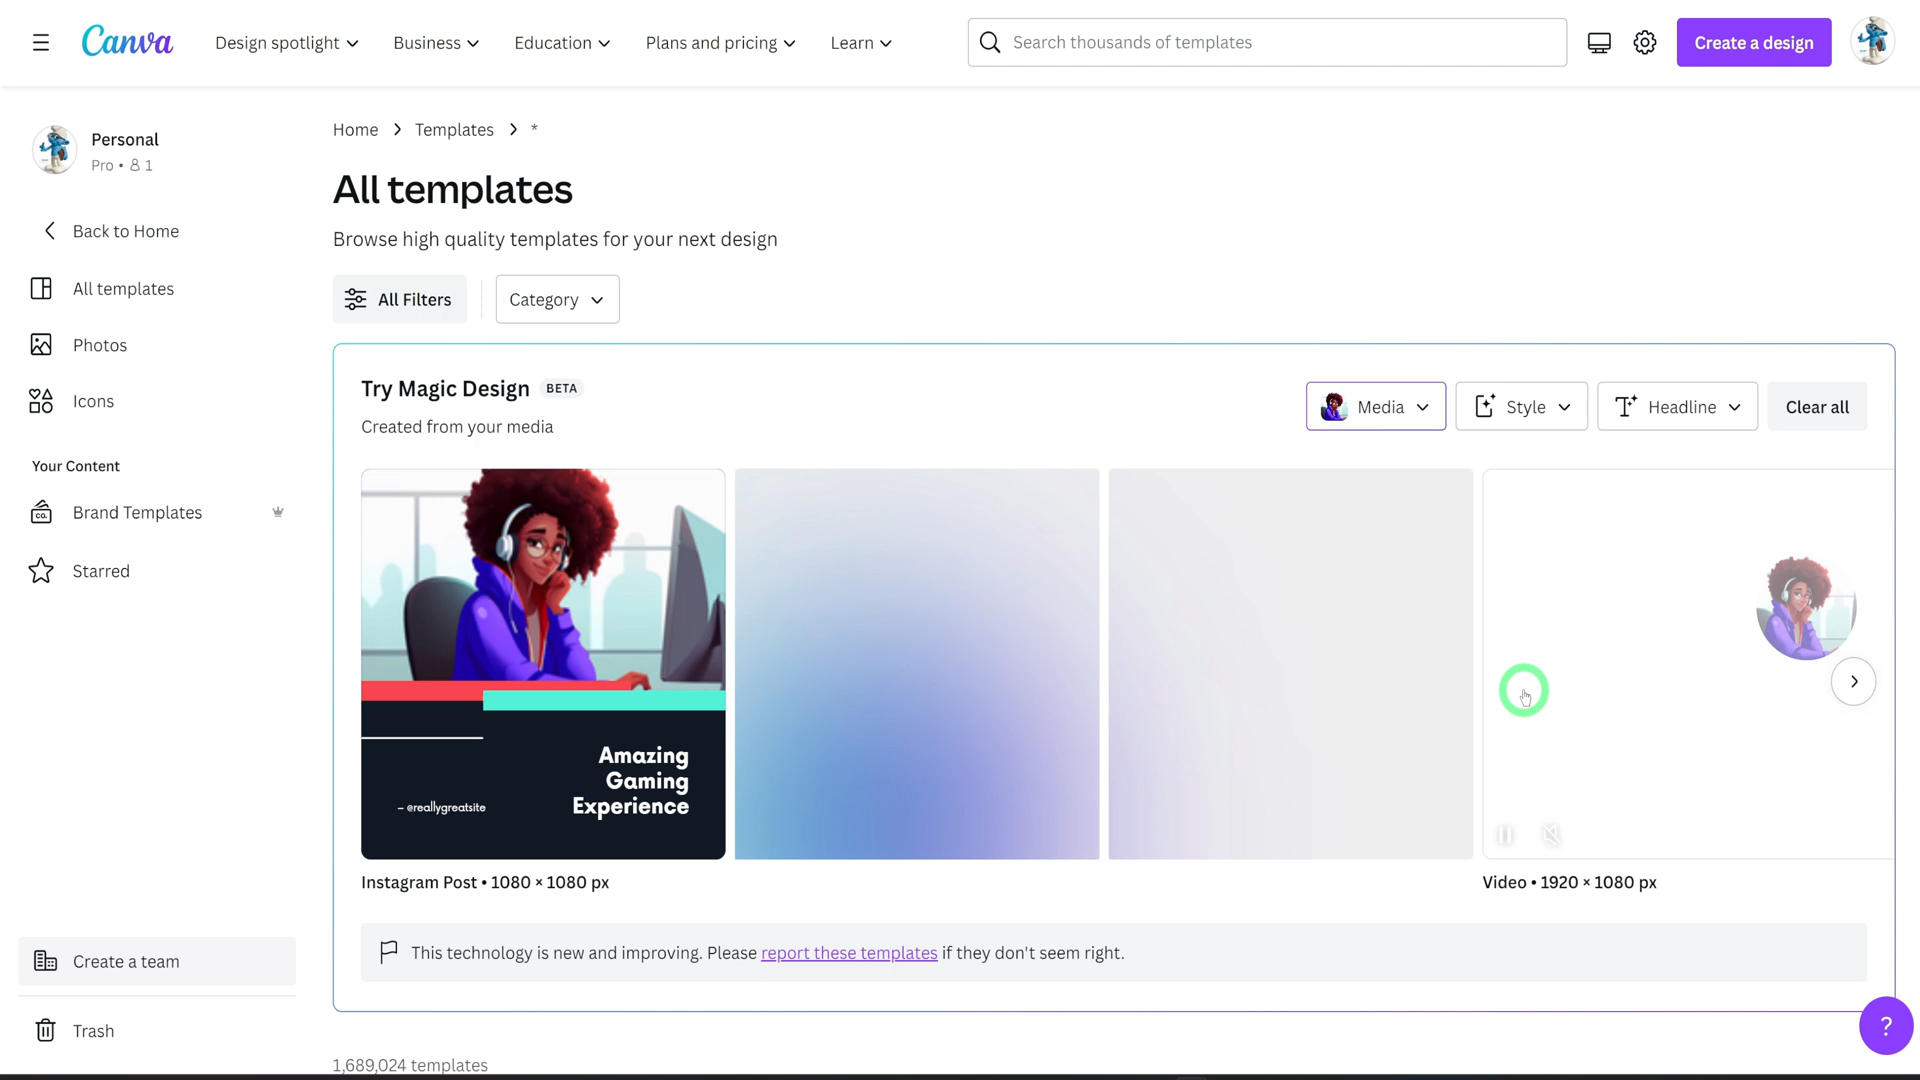 Canva
Design spotlight
Business
Education
Plans and pricing
Learn
Search thousands of templates
Create a design
Personal
Pro • 1
Back to Home
All templates
Photos
Icons
Your Content
CO.
Brand Templates
Starred
Create a team
Trash
Home > Templates > *
All templates
Browse high quality templates for your next design
All Filters
Category
Try Magic Design BETA
Created from your media
Media
Style
Headline
Clear all
Amazing
Gaming
Experience
– @reallygreatsite
Instagram Post • 1080 × 1080 px
Video • 1920 × 1080 px
This technology is new and improving. Please report these templates if they don't seem right.
?
1,689,024 templates